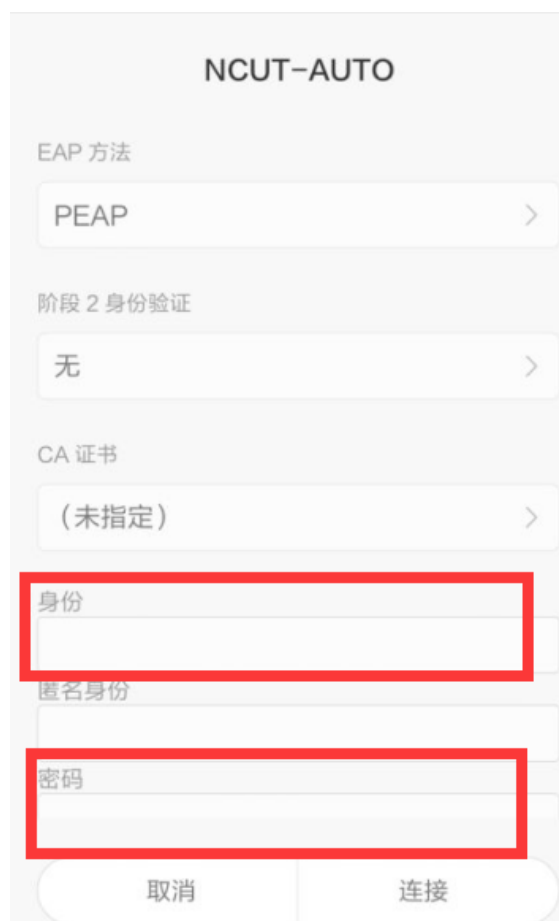 NCUT-AUTO
EAP 方法
PEAP
阶段 2 身份验证
无
CA 证书
（未指定）
身份
匿名身份
密码
取消 连接